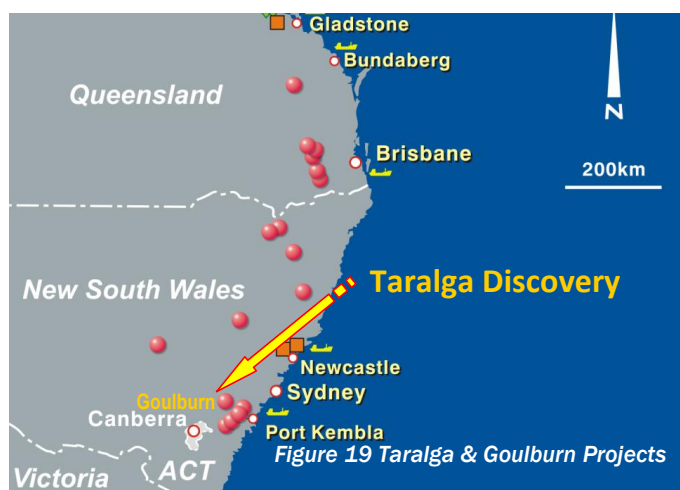 Gladstone
Bundaberg
Queensland
N
Brisbane
200km
New South Wales
Taralga Discovery
Newcastle
Goulburn
Sydney
Canberra
Port Kembla
Figure 19 Taralga & Goulburn Projects
Victoria
ACT